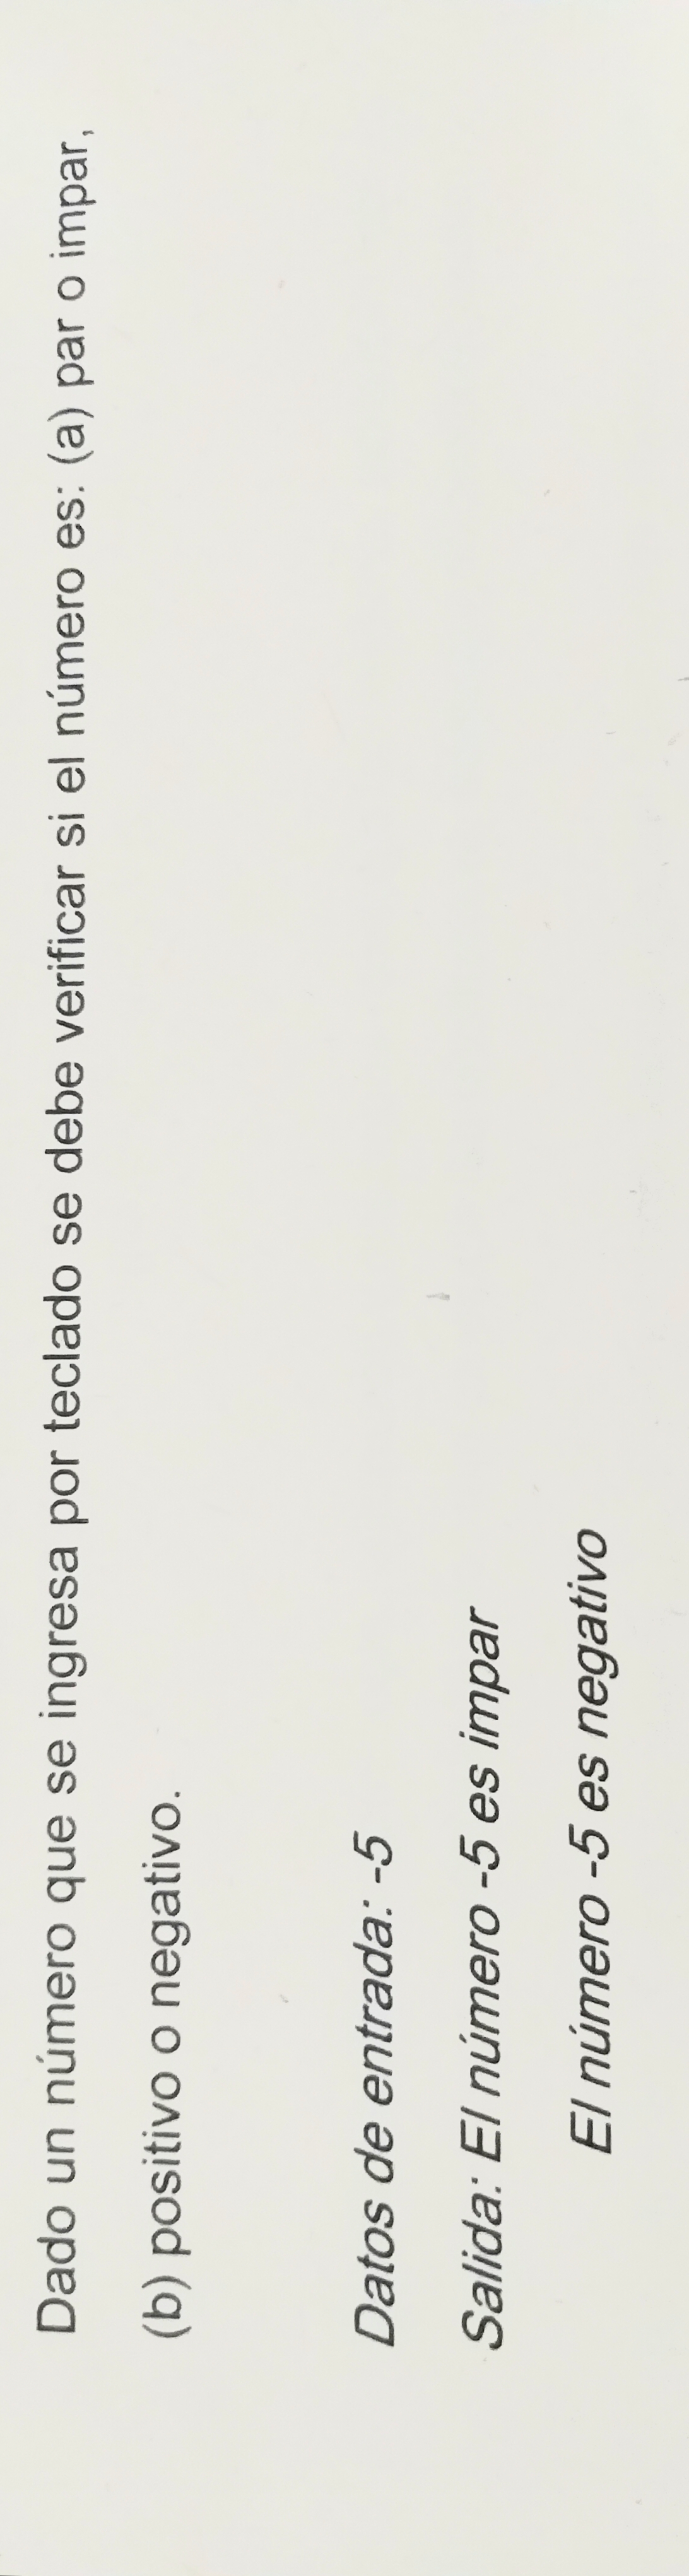 Dado un número que se ingresa por teclado se debe verificar si el número es: (a) par o impar,
(b) positivo o negativo.
Datos de entrada: -5
Salida: El número -5 es impar
El número -5 es negativo